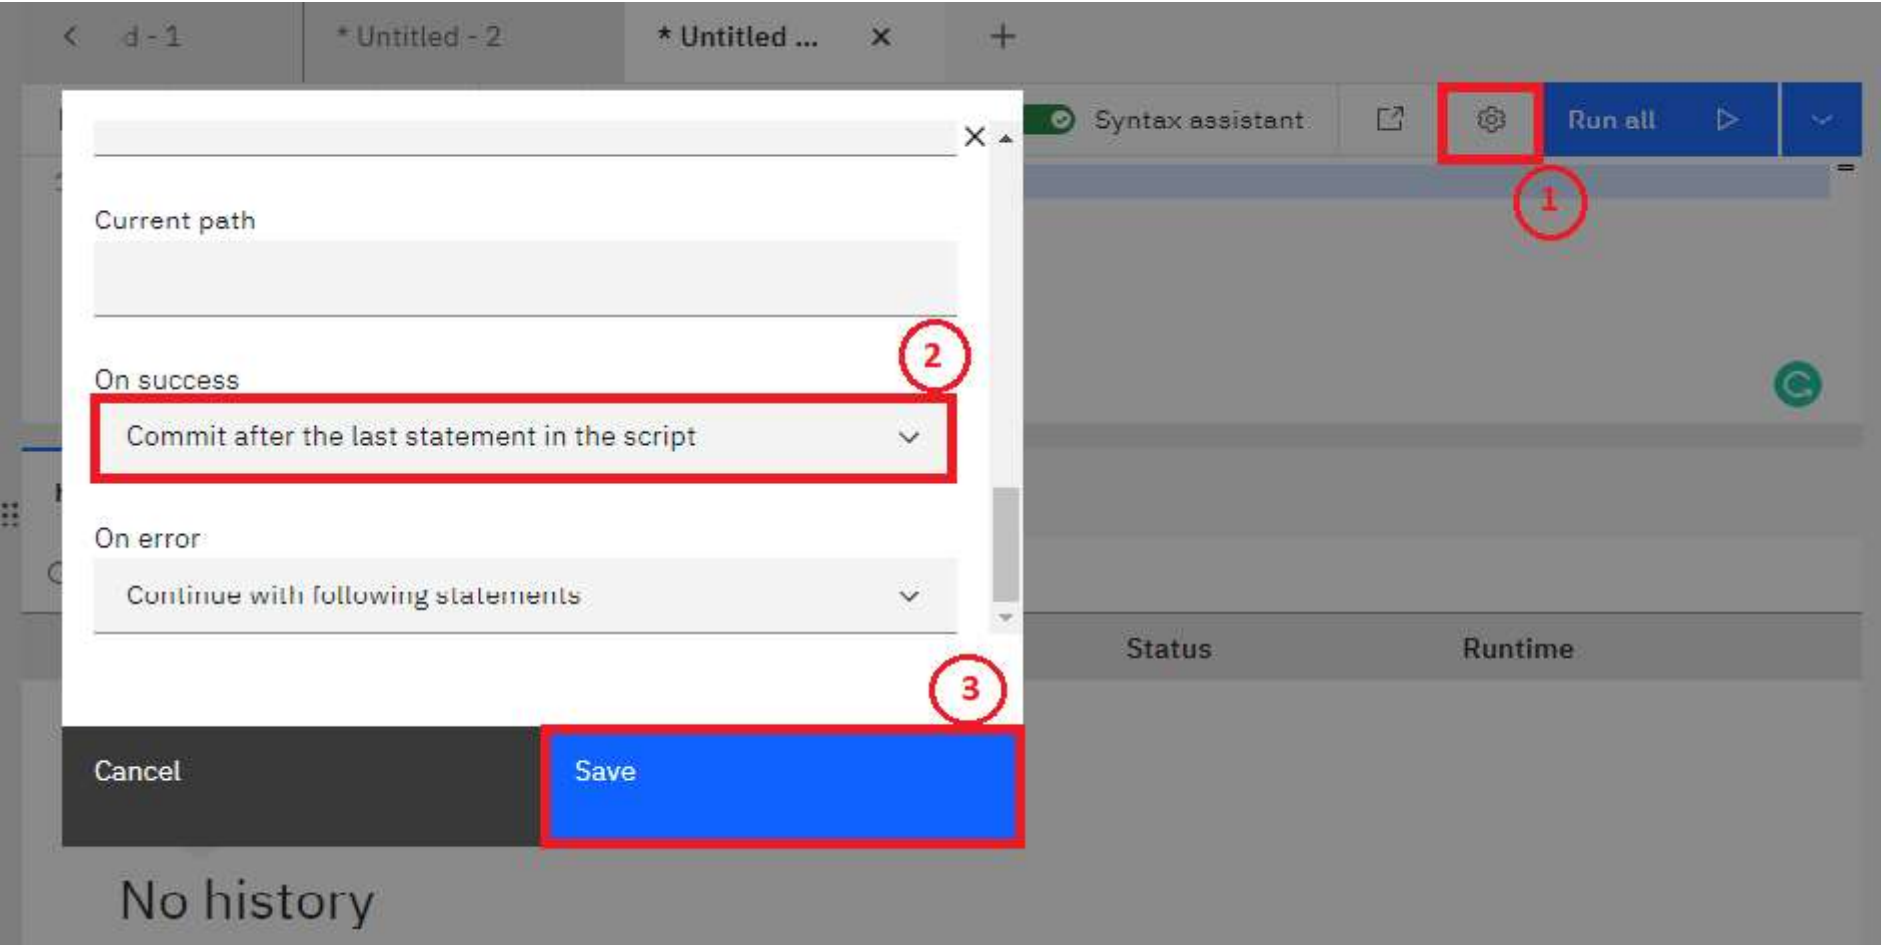 d - 1
* Untitled - 2
* Untitled ...
Syntax assistant
Run all
1
Current path
2
On success
Commit after the last statement in the script
On error
Continue with following statements
Status
Runtime
3
Cancel
Save
No history